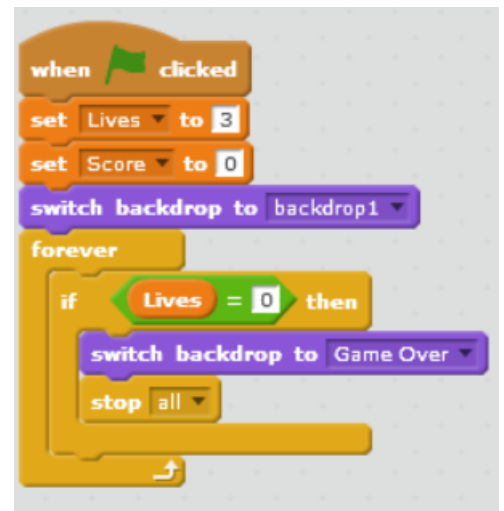 when clicked
set Lives to 3
set Score to 0
switch backdrop to backdrop1
forever
if Lives = 0 then
switch backdrop to Game Over
stop all